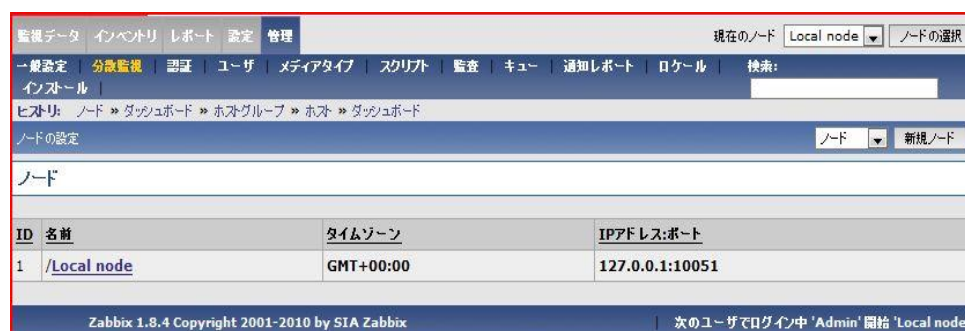 監視データ インベントリ レポート 設定 管理 現在のノード Local node ノードの選択
一般設定 | 分散監視 | 認証 | ユーザ | メディアタイプ | スクリプト | 監査 | キュー | 通知レポート | ロケール | 検索:
インストール |
ヒストリ: ノード » ダッシュボード » ホストグループ » ホスト » ダッシュボード
ノードの設定 ノード 新規ノード
ノード
ID 名前 タイムゾーン IPアドレス:ポート
1 /Local node GMT+00:00 127.0.0.1:10051
Zabbix 1.8.4 Copyright 2001-2010 by SIA Zabbix | 次のユーザでログイン中 'Admin' 開始 'Local node